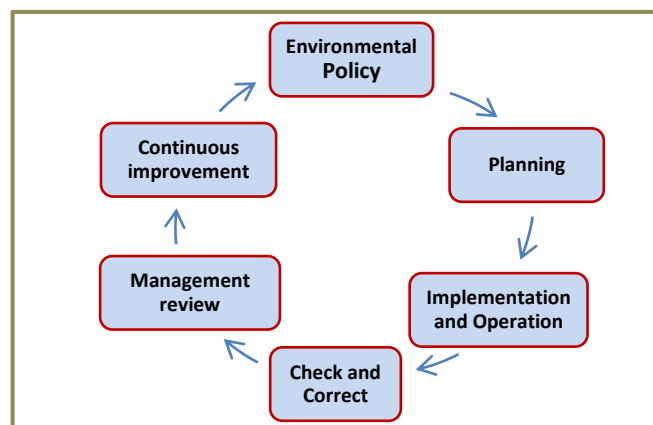 Environmental
Policy
Planning
Implementation
and Operation
Check and
Correct
Management
review
Continuous
improvement